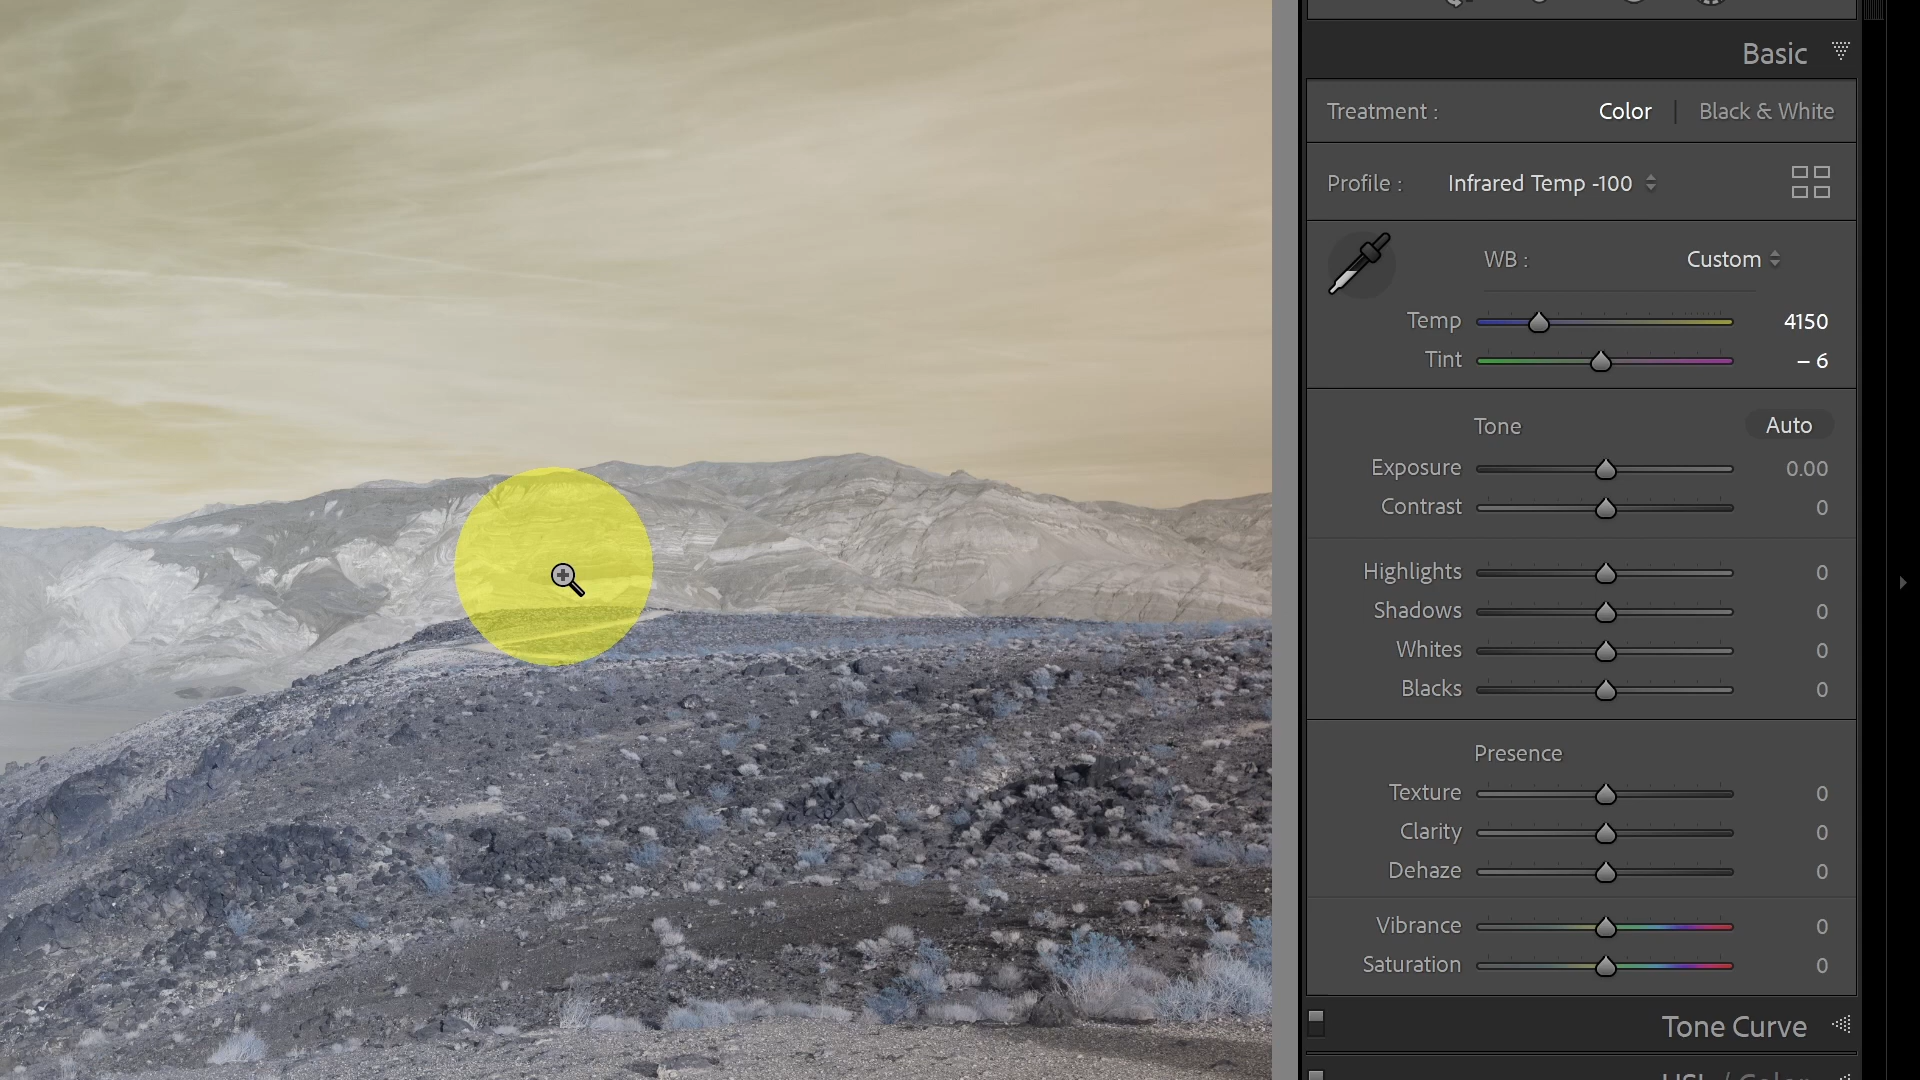 Basic
Treatment : Color | Black & White
Profile : Infrared Temp -100
WB : Custom
Temp 4150
Tint – 6
Tone Auto
Exposure 0.00
Contrast 0
Highlights 0
Shadows 0
Whites 0
Blacks 0
Presence
Texture 0
Clarity 0
Dehaze 0
Vibrance 0
Saturation 0
Tone Curve
HSL / Color